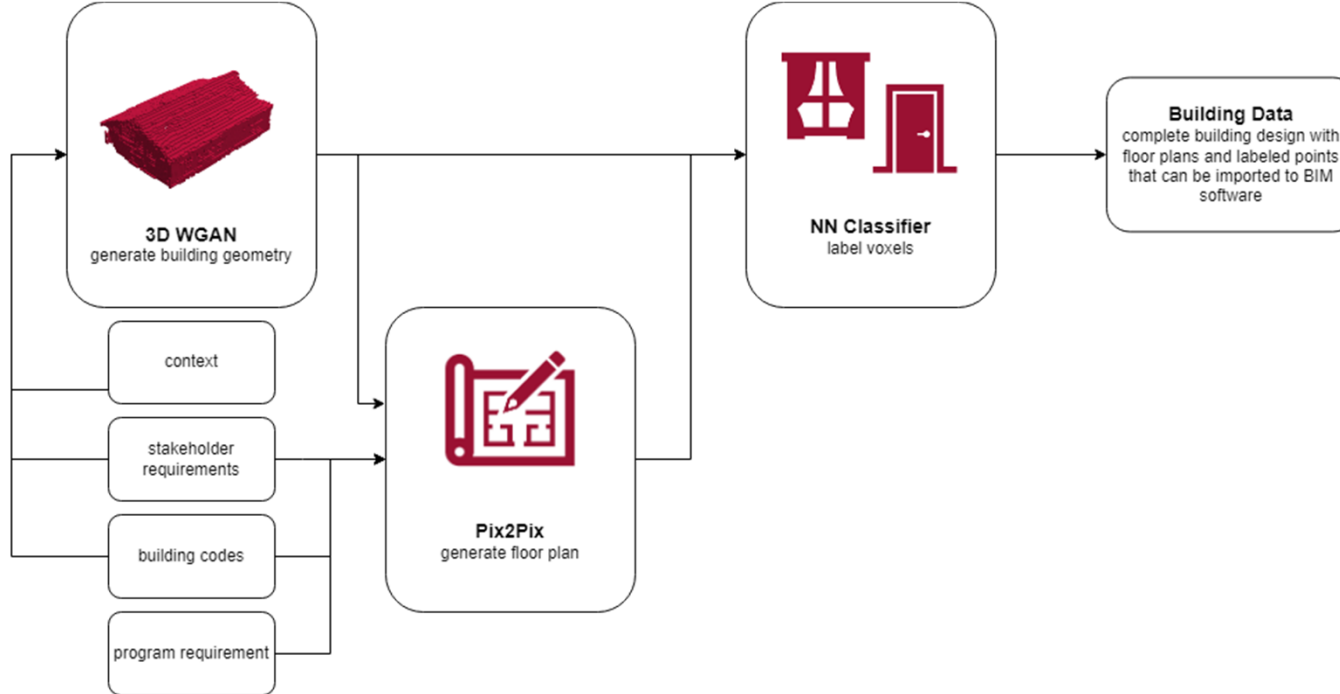 3D WGAN
generate building geometry
context
stakeholder
requirements
building codes
program requirement
Pix2Pix
generate floor plan
NN Classifier
label voxels
Building Data
complete building design with
floor plans and labeled points
that can be imported to BIM
software